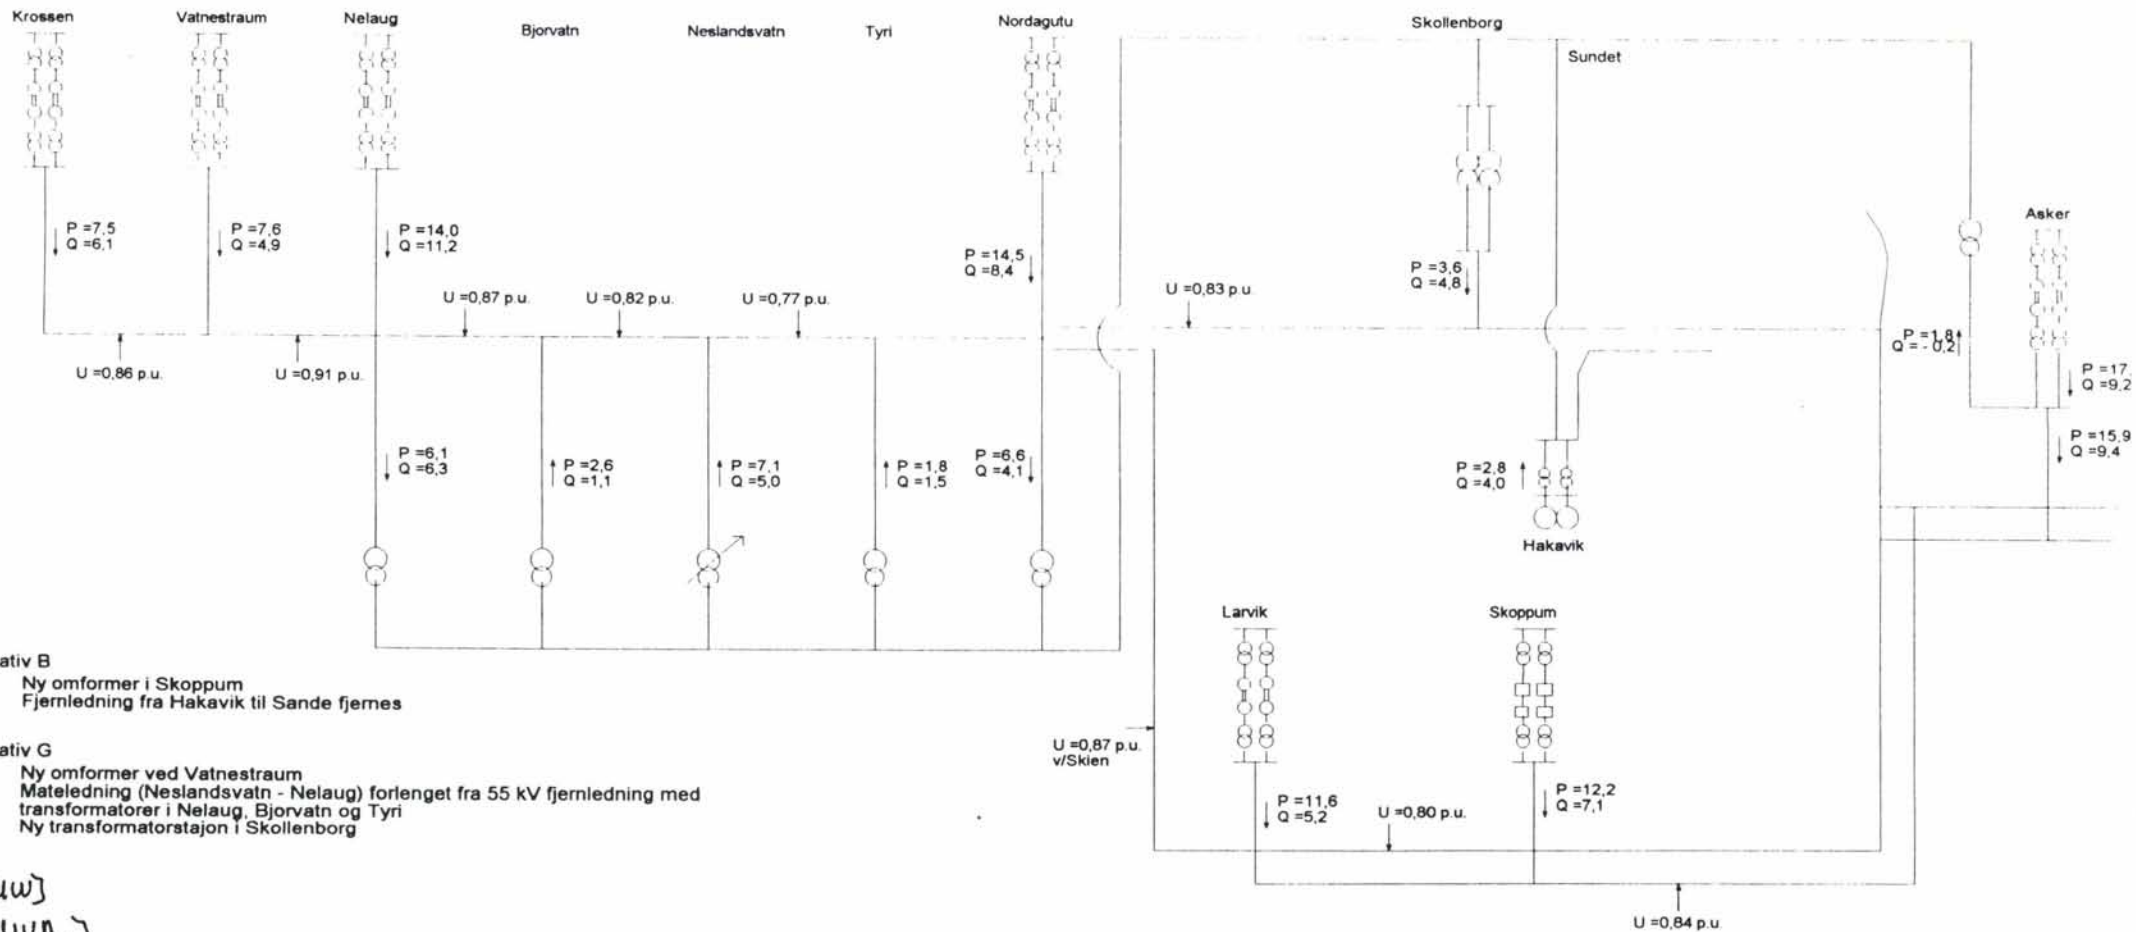 Krossen
Vatnestraum
Nelaug
Bjorvatn
Neslandsvatn
Tyri
Nordagutu
Skollenborg
Sundet
Asker
P =7,5
Q =6,1
P =7,6
Q =4,9
P =14,0
Q =11,2
P =14,5
Q =8,4
P =3,6
Q =4,8
U =0,87 p.u.
U =0,82 p.u.
U =0,77 p.u.
U =0,83 p.u.
P =1,8
Q = - 0,2
U =0,86 p.u.
U =0,91 p.u.
P =17,
Q =9,2
P =15,9
Q =9,4
P =6,1
Q =6,3
P =2,6
Q =1,1
P =7,1
Q =5,0
P =1,8
Q =1,5
P =6,6
Q =4,1
P =2,8
Q =4,0
Hakavik
Larvik
Skoppum
ativ B
Ny omformer i Skoppum
Fjernledning fra Hakavik til Sande fjernes
ativ G
Ny omformer ved Vatnestraum
Mateledning (Neslandsvatn - Nelaug) forlenget fra 55 kV fjernledning med
transformatorer i Nelaug, Bjorvatn og Tyri
Ny transformatorstajon i Skollenborg
U =0,87 p.u.
v/Skien
P =11,6
Q =5,2
U =0,80 p.u.
P =12,2
Q =7,1
U =0,84 p.u.